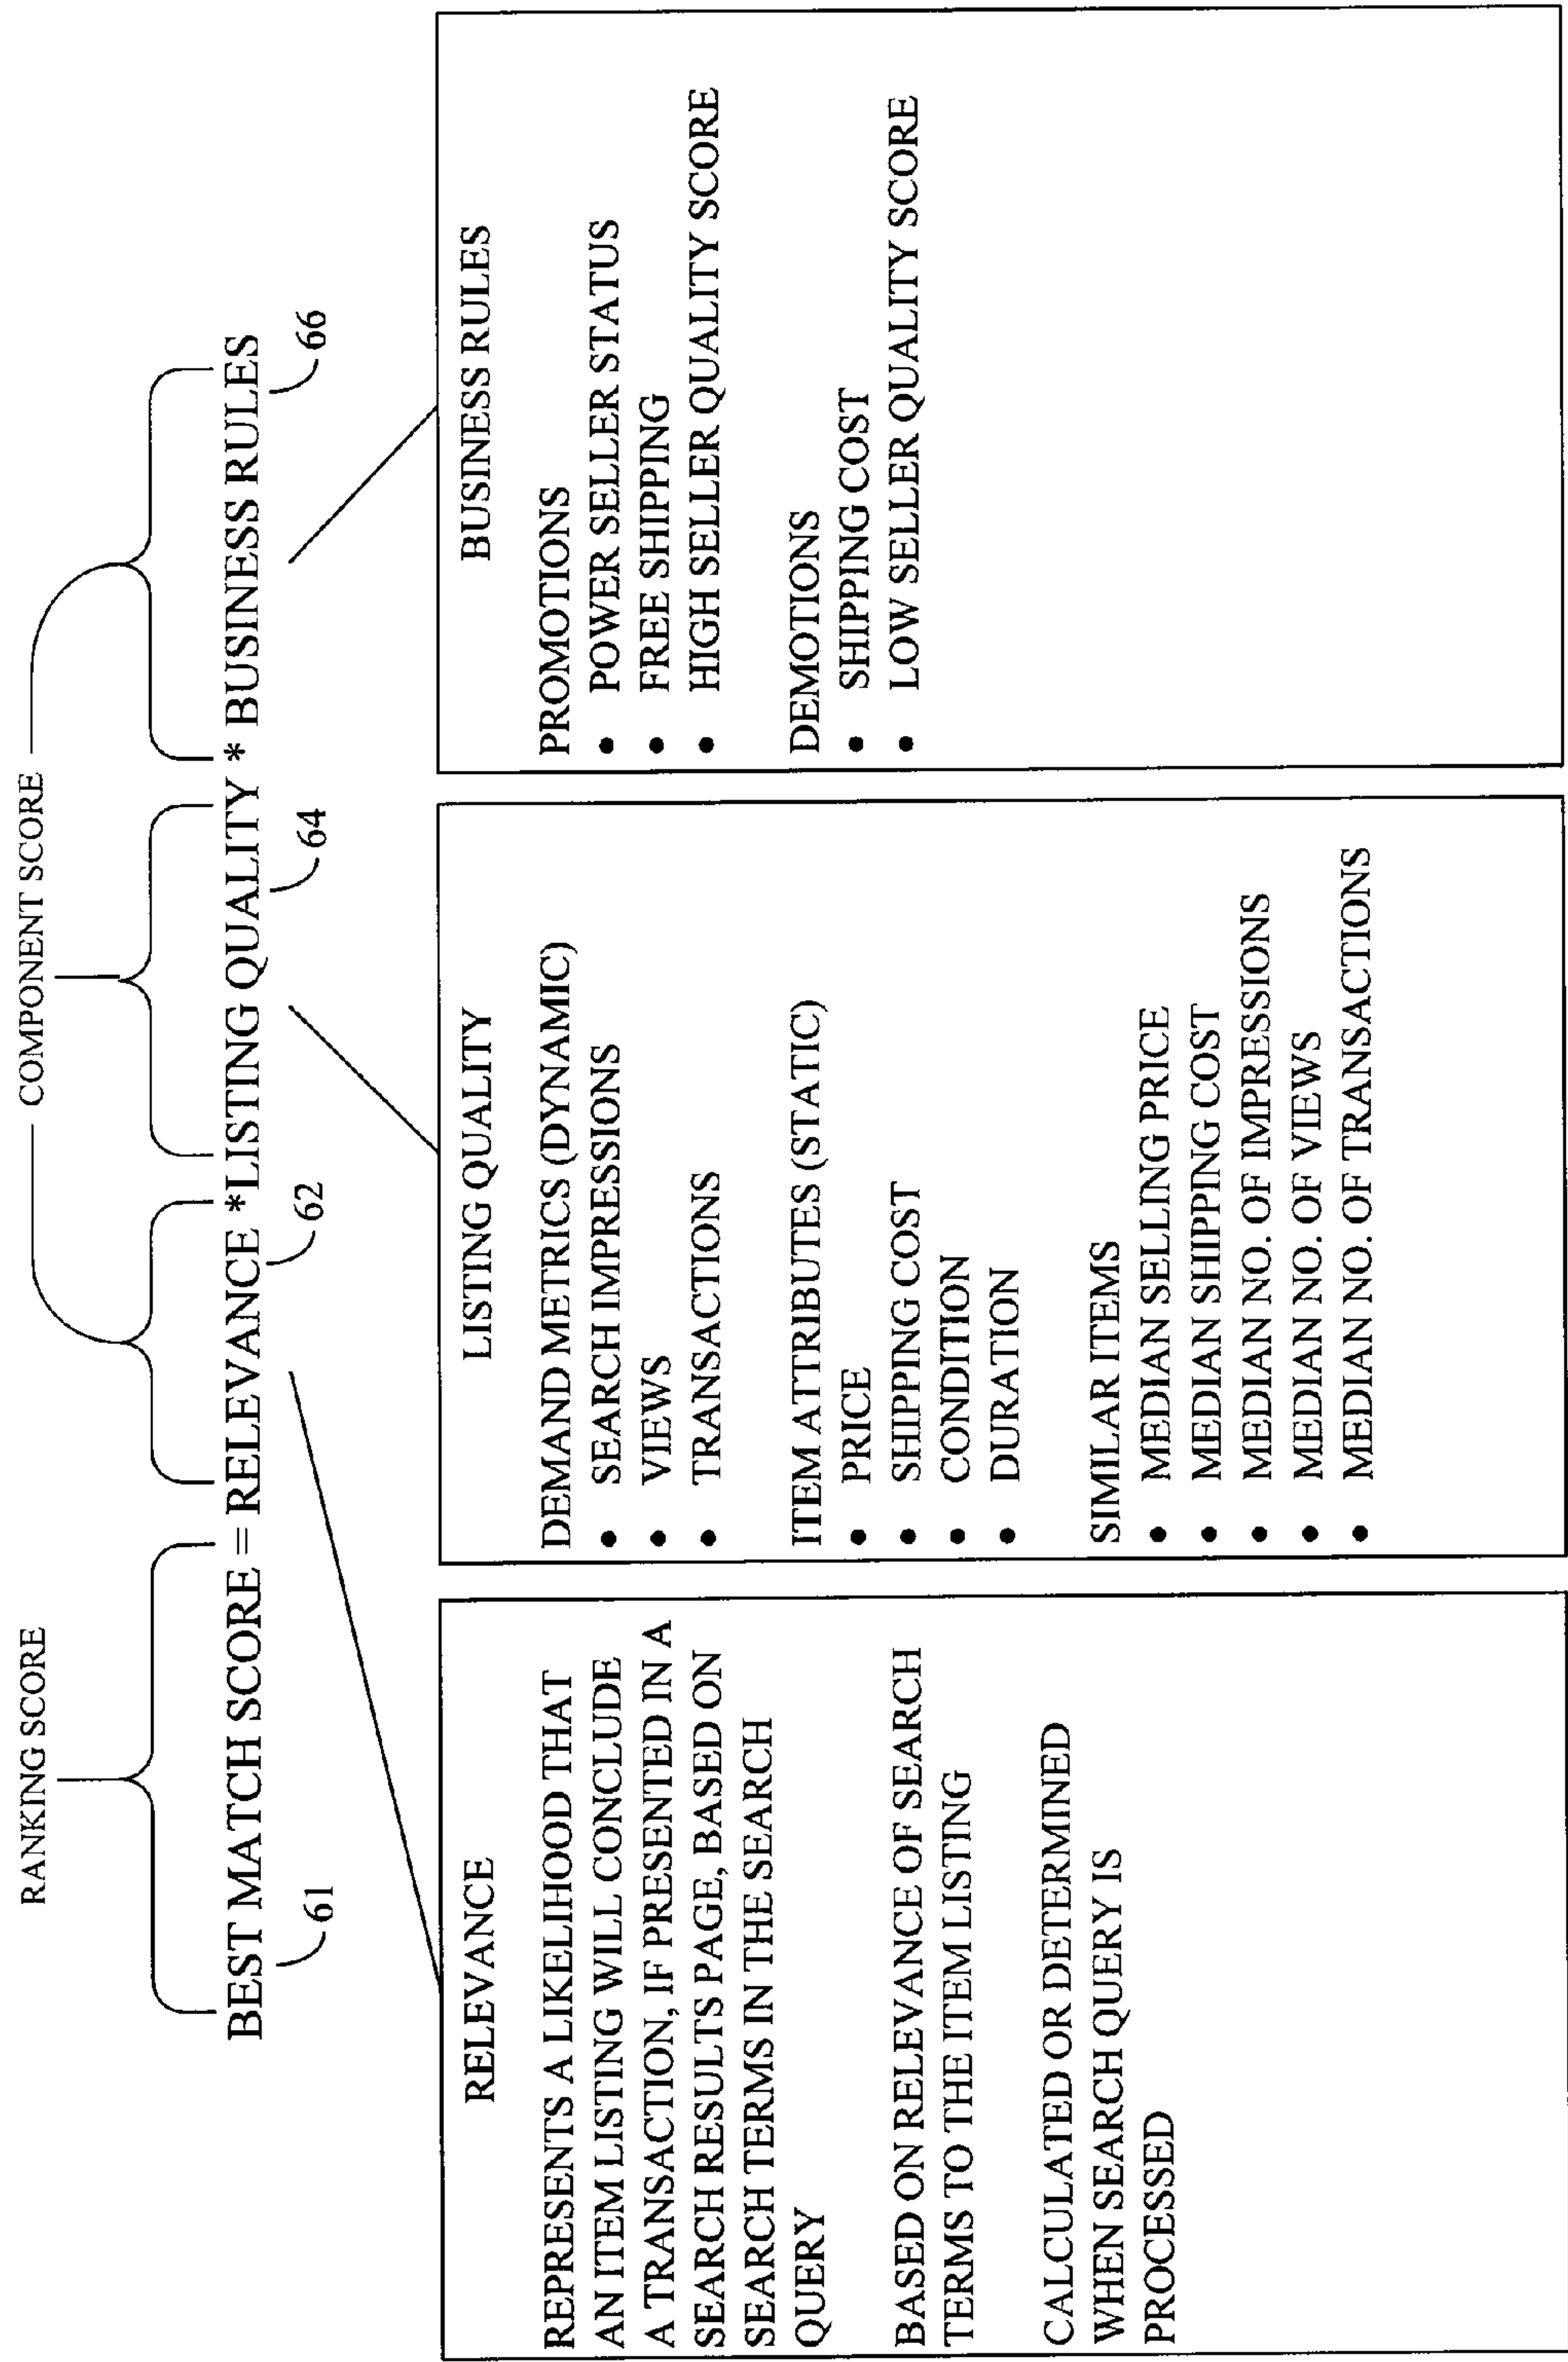 RANKING SCORE
COMPONENT SCORE
BEST MATCH SCORE = RELEVANCE *LISTING QUALITY * BUSINESS RULES
61
62
64
66
RELEVANCE
REPRESENTS A LIKELIHOOD THAT
AN ITEM LISTING WILL CONCLUDE
A TRANSACTION, IF PRESENTED IN A
SEARCH RESULTS PAGE, BASED ON
SEARCH TERMS IN THE SEARCH
QUERY
BASED ON RELEVANCE OF SEARCH
TERMS TO THE ITEM LISTING
CALCULATED OR DETERMINED
WHEN SEARCH QUERY IS
PROCESSED
LISTING QUALITY
DEMAND METRICS (DYNAMIC)
• SEARCH IMPRESSIONS
• VIEWS
• TRANSACTIONS
ITEM ATTRIBUTES (STATIC)
• PRICE
• SHIPPING COST
• CONDITION
• DURATION
SIMILAR ITEMS
• MEDIAN SELLING PRICE
• MEDIAN SHIPPING COST
• MEDIAN NO. OF IMPRESSIONS
• MEDIAN NO. OF VIEWS
• MEDIAN NO. OF TRANSACTIONS
BUSINESS RULES
PROMOTIONS
• POWER SELLER STATUS
• FREE SHIPPING
• HIGH SELLER QUALITY SCORE
DEMOTIONS
• SHIPPING COST
• LOW SELLER QUALITY SCORE